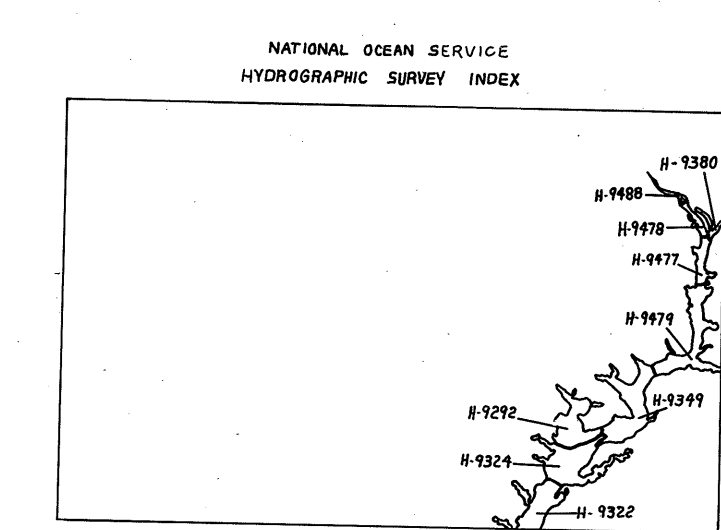 NATIONAL OCEAN SERVICE
HYDROGRAPHIC SURVEY INDEX
H-9380
H-9488
H-9478
H-9477
H-9479
H-9349
H-9292
H-9324
H-9322